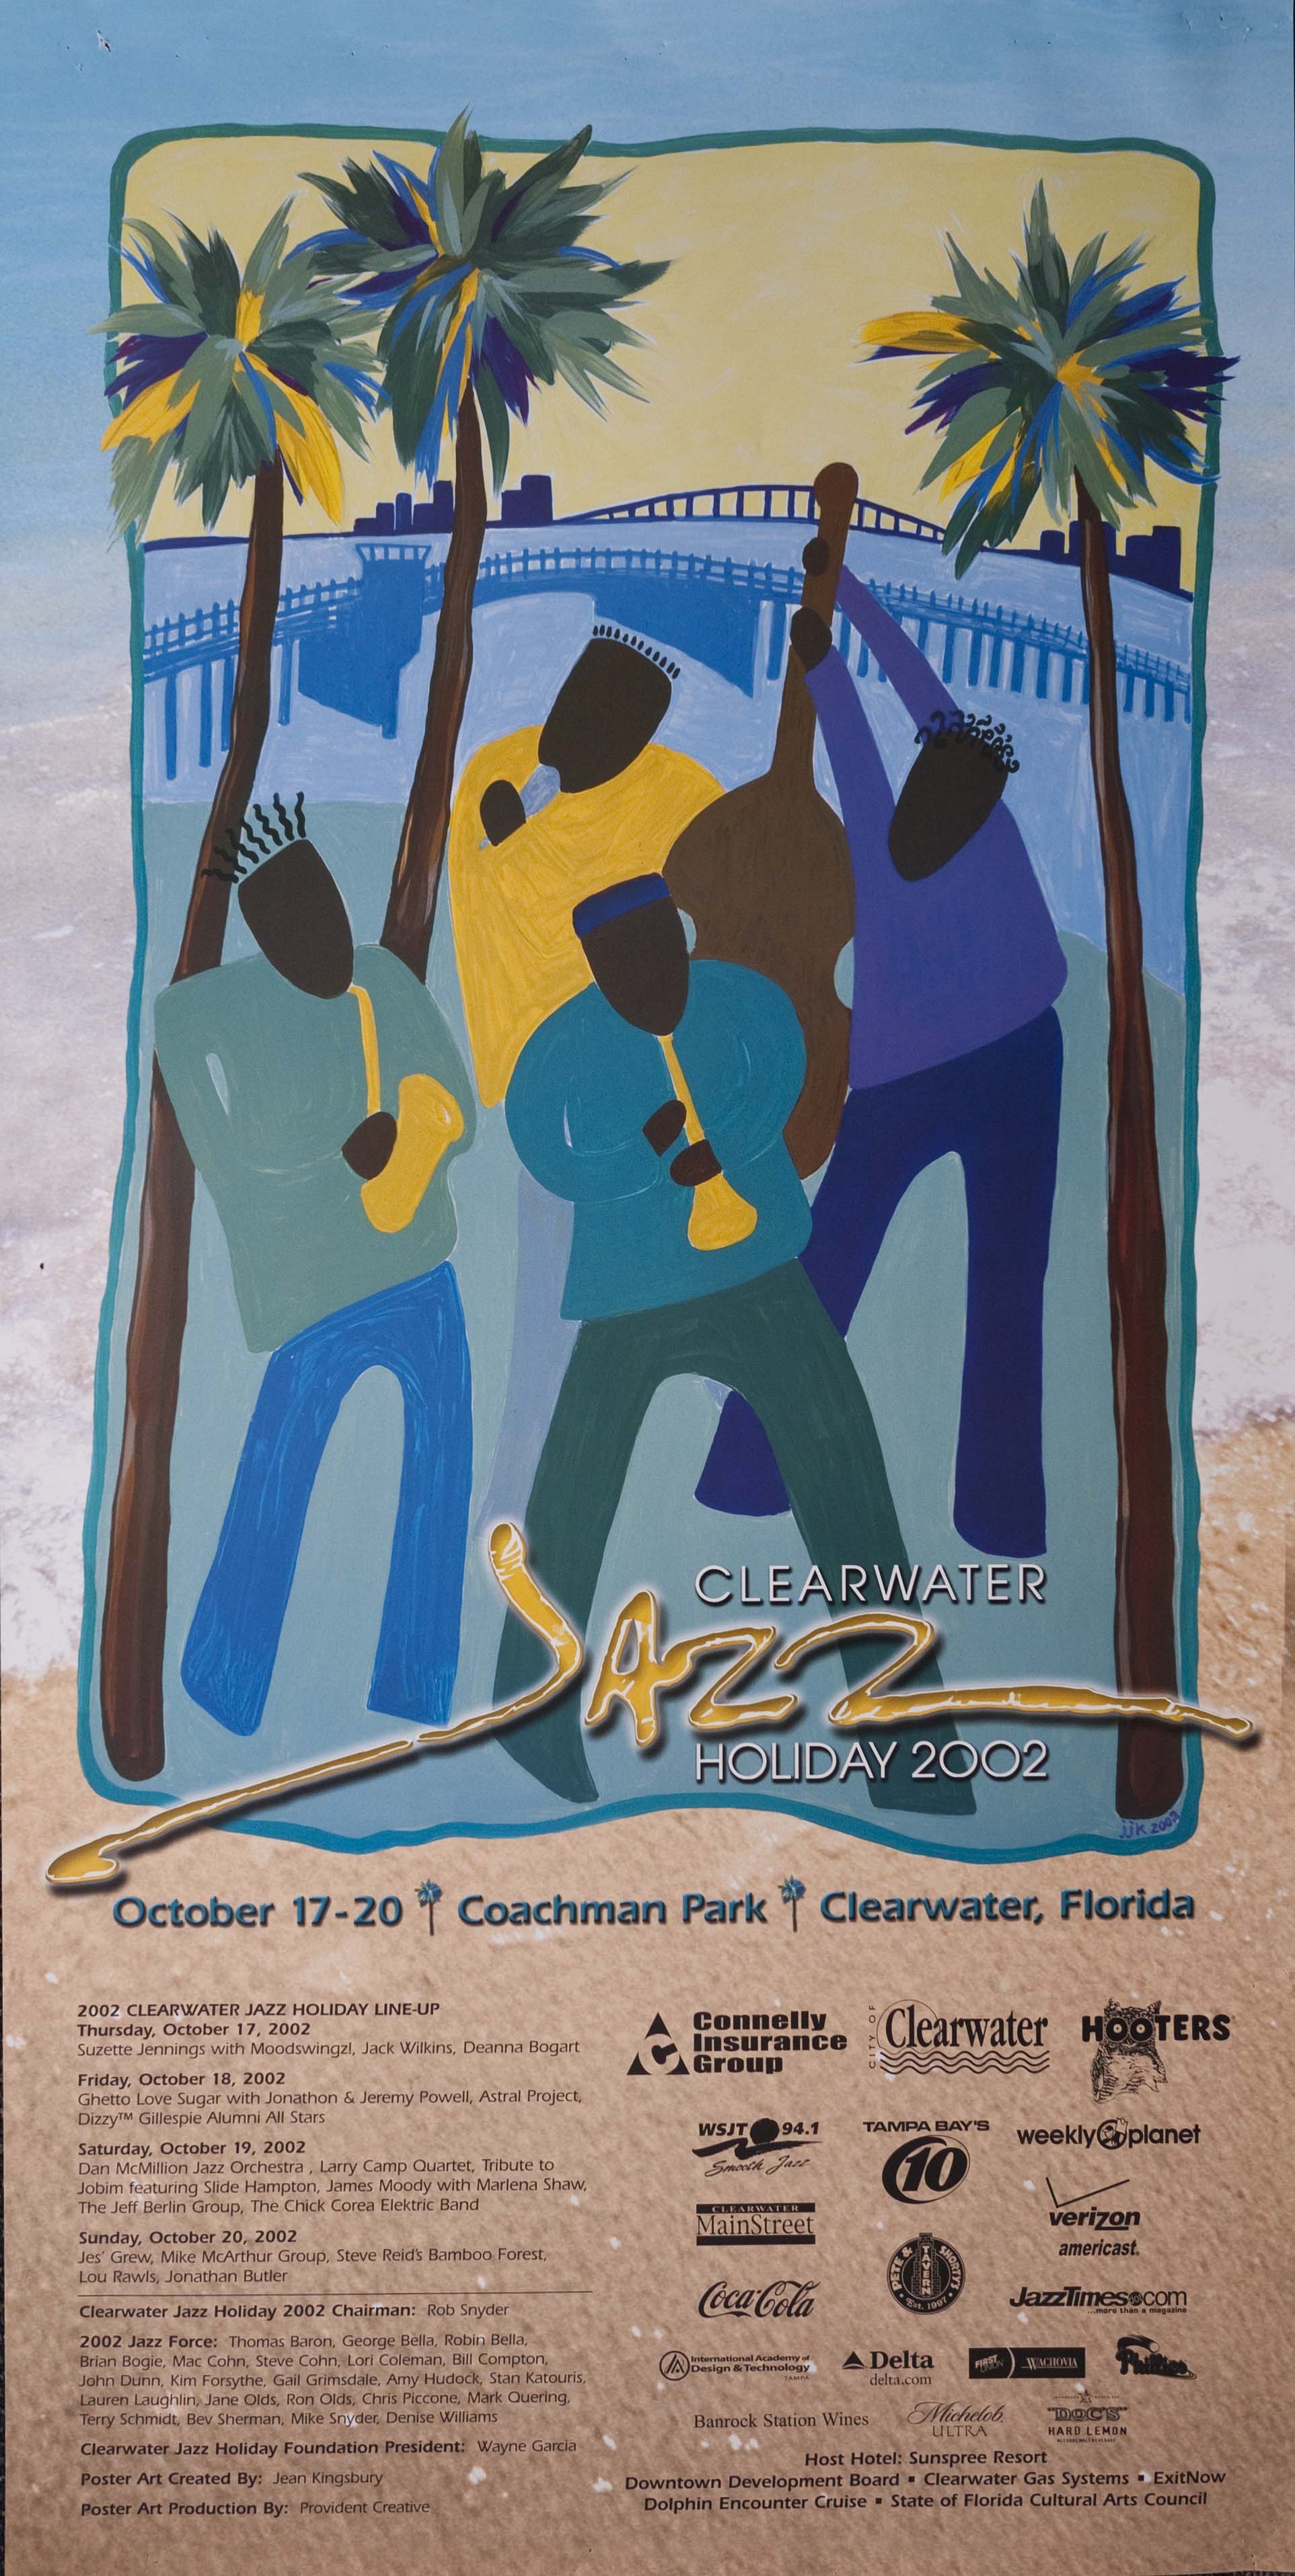 CLEARWATER
JAZZ
HOLIDAY 2002
JJK 2002
October 17-20 Coachman Park Clearwater, Florida
2002 CLEARWATER JAZZ HOLIDAY LINE-UP
Thursday, October 17, 2002
Suzette Jennings with Moodswingzl, Jack Wilkins, Deanna Bogart
Friday, October 18, 2002
Ghetto Love Sugar with Jonathon & Jeremy Powell, Astral Project,
Dizzy™ Gillespie Alumni All Stars
Saturday, October 19, 2002
Dan McMillion Jazz Orchestra , Larry Camp Quartet, Tribute to
Jobim featuring Slide Hampton, James Moody with Marlena Shaw,
The Jeff Berlin Group, The Chick Corea Elektric Band
Sunday, October 20, 2002
Jes' Grew, Mike McArthur Group, Steve Reid's Bamboo Forest,
Lou Rawls, Jonathan Butler
Clearwater Jazz Holiday 2002 Chairman: Rob Snyder
2002 Jazz Force: Thomas Baron, George Bella, Robin Bella,
Brian Bogie, Mac Cohn, Steve Cohn, Lori Coleman, Bill Compton,
John Dunn, Kim Forsythe, Gail Grimsdale, Amy Hudock, Stan Katouris,
Lauren Laughlin, Jane Olds, Ron Olds, Chris Piccone, Mark Quering,
Terry Schmidt, Bev Sherman, Mike Snyder, Denise Williams
Clearwater Jazz Holiday Foundation President: Wayne Garcia
Poster Art Created By: Jean Kingsbury
Poster Art Production By: Provident Creative
Connelly
Insurance
Group
CITY OF
Clearwater
HOOTERS
WSJT 94.1
Smooth Jazz
TAMPA BAY'S
10
weekly planet
CLEARWATER
MainStreet
PETE & SHORTY'S
TAVERN
Est. 1997
verizon
americast.
Coca-Cola
JazzTimes.com
...more than a magazine
International Academy of
Design & Technology
TAMPA
Delta
delta.com
FIRST UNION
WACHOVIA
Phillies
Banrock Station Wines
Michelob.
ULTRA
DOC'S
HARD LEMON
Host Hotel: Sunspree Resort
Downtown Development Board ▪ Clearwater Gas Systems ▪ ExitNow
Dolphin Encounter Cruise ▪ State of Florida Cultural Arts Council